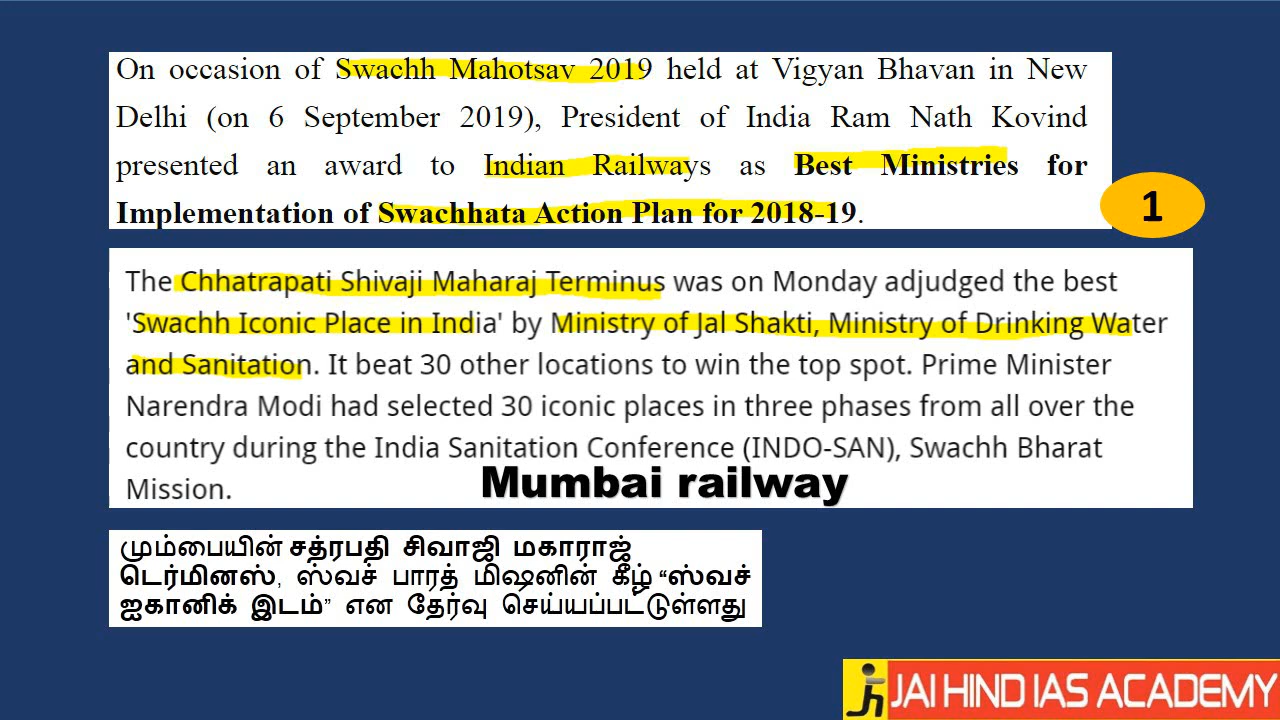 On occasion of Swachh Mahotsav 2019 held at Vigyan Bhavan in New
Delhi (on 6 September 2019), President of India Ram Nath Kovind
presented an award to Indian Railways as Best Ministries for
Implementation of Swachhata Action Plan for 2018-19.
1
The Chhatrapati Shivaji Maharaj Terminus was on Monday adjudged the best
'Swachh Iconic Place in India' by Ministry of Jal Shakti, Ministry of Drinking Water
and Sanitation. It beat 30 other locations to win the top spot. Prime Minister
Narendra Modi had selected 30 iconic places in three phases from all over the
country during the India Sanitation Conference (INDO-SAN), Swachh Bharat
Mission.
Mumbai railway
மும்பையின் சத்ரபதி சிவாஜி மகாராஜ்
டெர்மினஸ், ஸ்வச் பாரத் மிஷனின் கீழ் “ஸ்வச்
ஐகானிக் இடம்” என தேர்வு செய்யப்பட்டுள்ளது
JAI HIND IAS ACADEMY